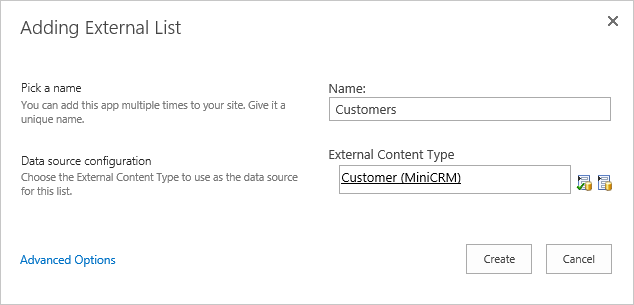 Adding External List
Pick a name
You can add this app multiple times to your site. Give it a
unique name.
Name:
Customers
Data source configuration
Choose the External Content Type to use as the data source
for this list.
External Content Type
Customer (MiniCRM)
Advanced Options
Create
Cancel